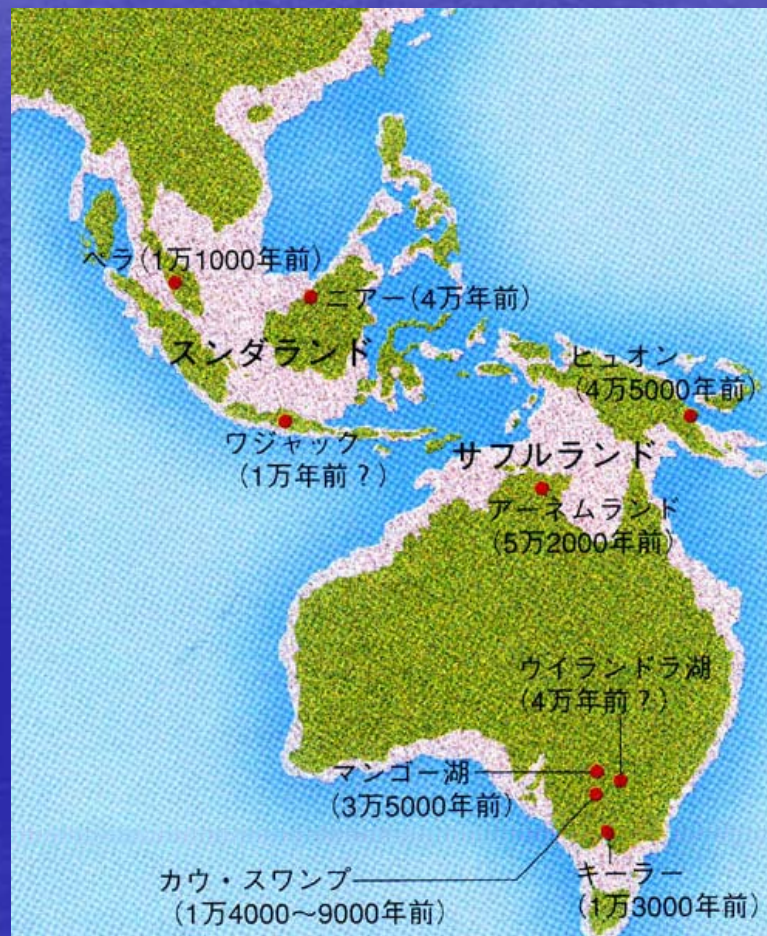 ペラ(1万1000年前)
ニアー(4万年前)
スンダランド
ヒュオン
(4万5000年前)
ワジャック
(1万年前？)
サフルランド
アーネムランド
(5万2000年前)
ウイランドラ湖
(4万年前？)
マンゴー湖
(3万5000年前)
カウ・スワンプ
(1万4000～9000年前)
キーラー
(1万3000年前)